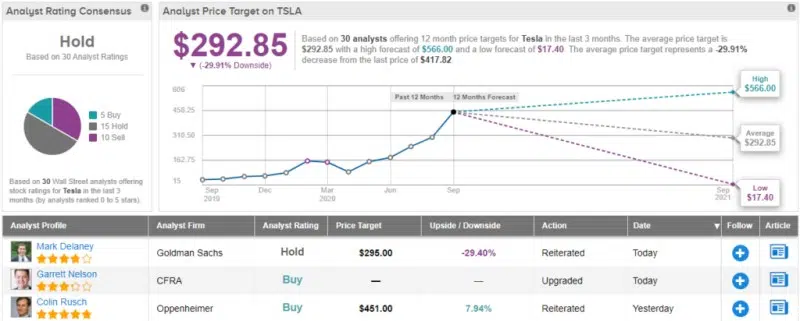 Analyst Rating Consensus
Hold
Based on 30 Analyst Ratings
5 Buy
15 Hold
10 Sell
Based on 30 Wall Street analysts offering
stock ratings for Tesla in the last 3
months (by analysts ranked 0 to 5 stars).
Analyst Price Target on TSLA
$292.85
▼ (-29.91% Downside)
Based on 30 analysts offering 12 month price targets for Tesla in the last 3 months. The average price target is
$292.85 with a high forecast of $566.00 and a low forecast of $17.40. The average price target represents a -29.91%
decrease from the last price of $417.82
Past 12 Months 12 Months Forecast
606
458.25
310.50
162.75
15
Sep
2019
Dec
Mar
2020
Jun
Sep
Sep
2021
High
$566.00
Average
$292.85
Low
$17.40
Analyst Profile Analyst Firm Analyst Rating Price Target Upside / Downside Action Date ▼ Follow Article
Mark Delaney Goldman Sachs Hold $295.00 -29.40% Reiterated Today
Garrett Nelson CFRA Buy — — Upgraded Today
Colin Rusch Oppenheimer Buy $451.00 7.94% Reiterated Yesterday